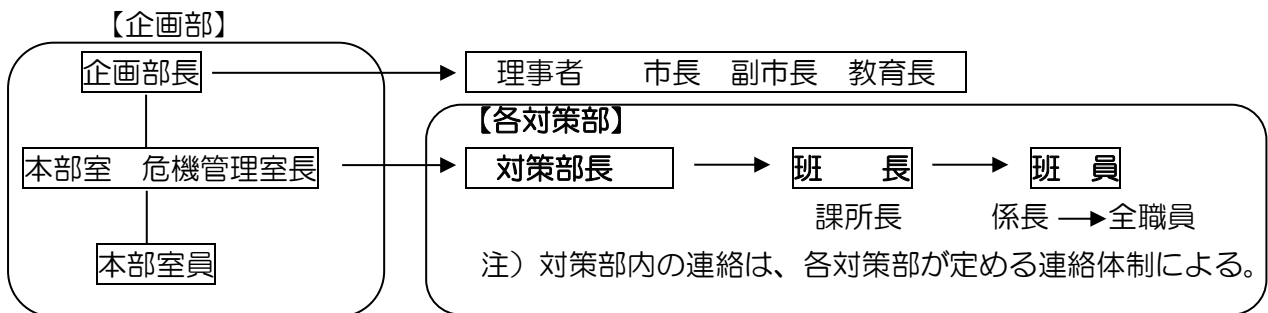 【企画部】
企画部長
理事者　　市長　副市長　教育長
【各対策部】
本部室　危機管理室長
対策部長
班　　長
班　員
課所長
係長
全職員
本部室員
注）対策部内の連絡は、各対策部が定める連絡体制による。